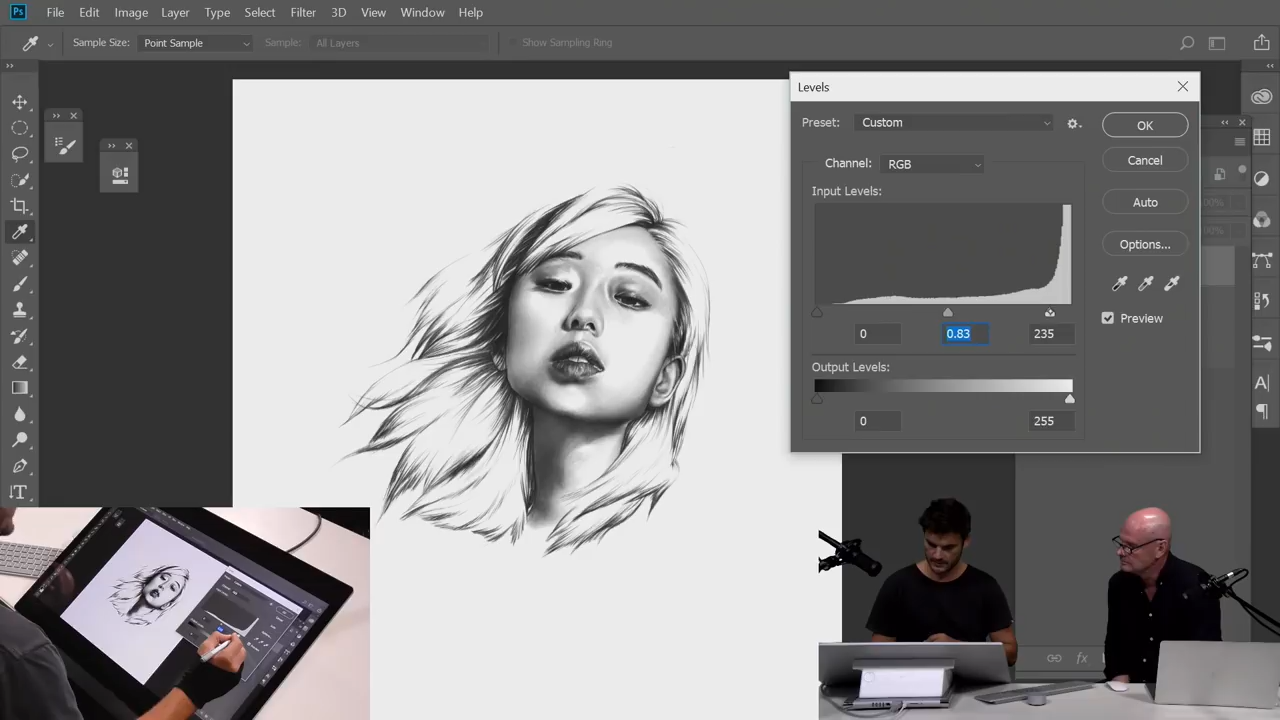 Ps File Edit Image Layer Type Select Filter 3D View Window Help
Sample Size: Point Sample Sample: All Layers Show Sampling Ring
Levels
Preset: Custom
OK
Channel: RGB
Cancel
Input Levels:
Auto
Options...
Preview
0 0.83 235
Output Levels:
0 255
A
T
fx